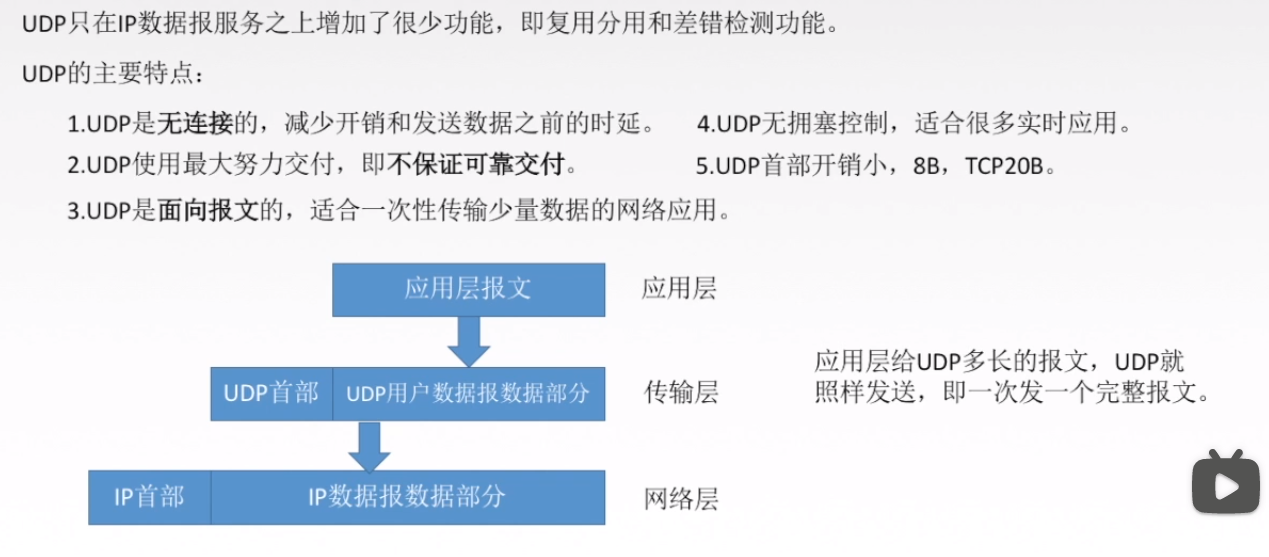 UDP只在IP数据报服务之上增加了很少功能，即复用分用和差错检测功能。
UDP的主要特点：
1.UDP是无连接的，减少开销和发送数据之前的时延。
2.UDP使用最大努力交付，即不保证可靠交付。
3.UDP是面向报文的，适合一次性传输少量数据的网络应用。
4.UDP无拥塞控制，适合很多实时应用。
5.UDP首部开销小，8B，TCP20B。
应用层报文
应用层
UDP首部
UDP用户数据报数据部分
传输层
应用层给UDP多长的报文，UDP就
照样发送，即一次发一个完整报文。
IP首部
IP数据报数据部分
网络层